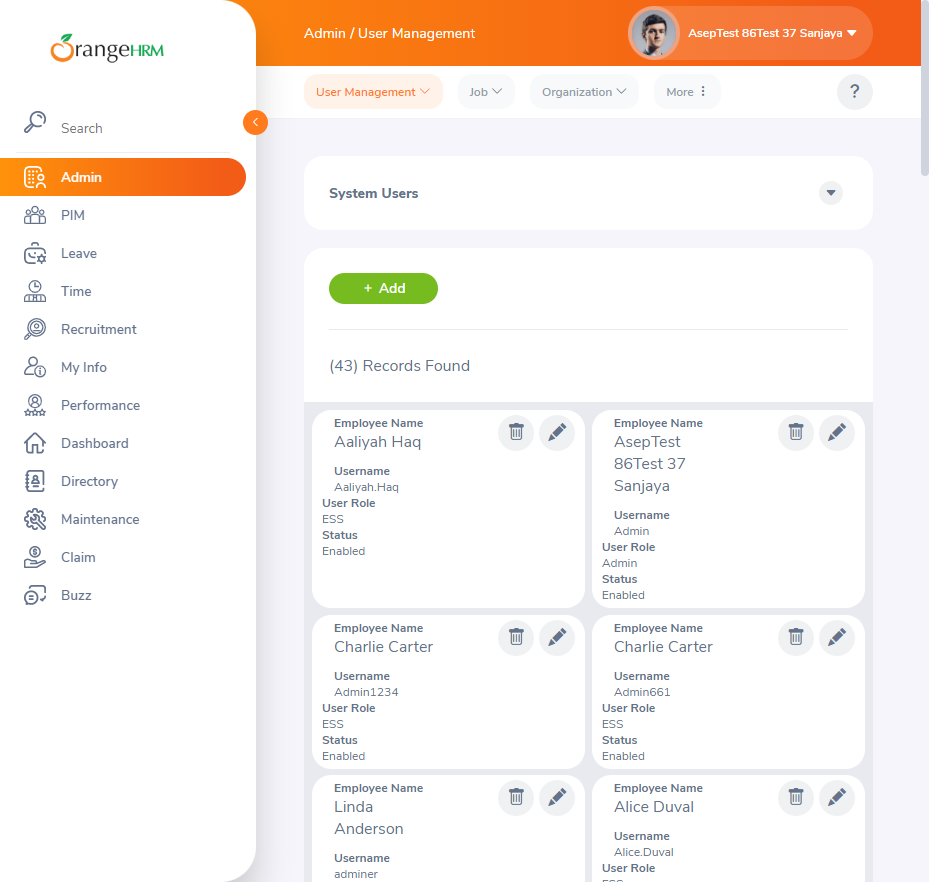 OrangeHRM
Admin / User Management
AsepTest 86Test 37 Sanjaya
User Management
Job
Organization
More
?
Search
Admin
PIM
Leave
Time
Recruitment
My Info
Performance
Dashboard
Directory
Maintenance
Claim
Buzz
System Users
+ Add
(43) Records Found
Employee Name
Aaliyah Haq
Username
Aaliyah.Haq
User Role
ESS
Status
Enabled
Employee Name
AsepTest
86Test 37
Sanjaya
Username
Admin
User Role
Admin
Status
Enabled
Employee Name
Charlie Carter
Username
Admin1234
User Role
ESS
Status
Enabled
Employee Name
Charlie Carter
Username
Admin661
User Role
ESS
Status
Enabled
Employee Name
Linda
Anderson
Username
adminer
Employee Name
Alice Duval
Username
Alice.Duval
User Role